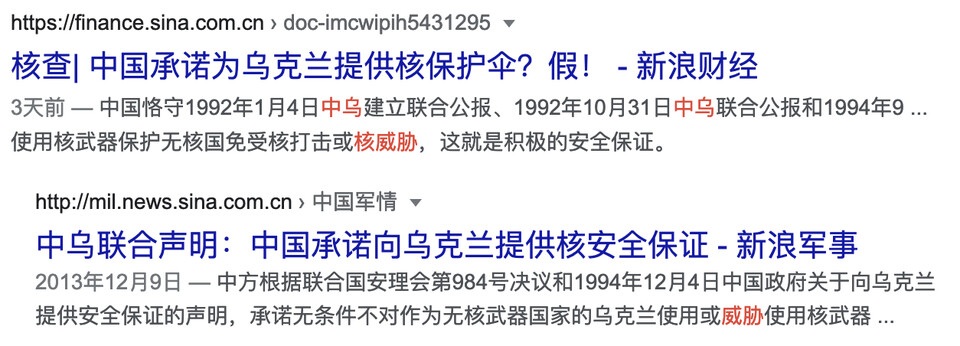 https://finance.sina.com.cn › doc-imcwipih5431295
核查| 中国承诺为乌克兰提供核保护伞？假！ - 新浪财经
3天前 — 中国恪守1992年1月4日中乌建立联合公报、1992年10月31日中乌联合公报和1994年9 ...
使用核武器保护无核国免受核打击或核威胁，这就是积极的安全保证。
http://mil.news.sina.com.cn › 中国军情
中乌联合声明：中国承诺向乌克兰提供核安全保证 - 新浪军事
2013年12月9日 — 中方根据联合国安理会第984号决议和1994年12月4日中国政府关于向乌克兰
提供安全保证的声明，承诺无条件不对作为无核武器国家的乌克兰使用或威胁使用核武器 ...